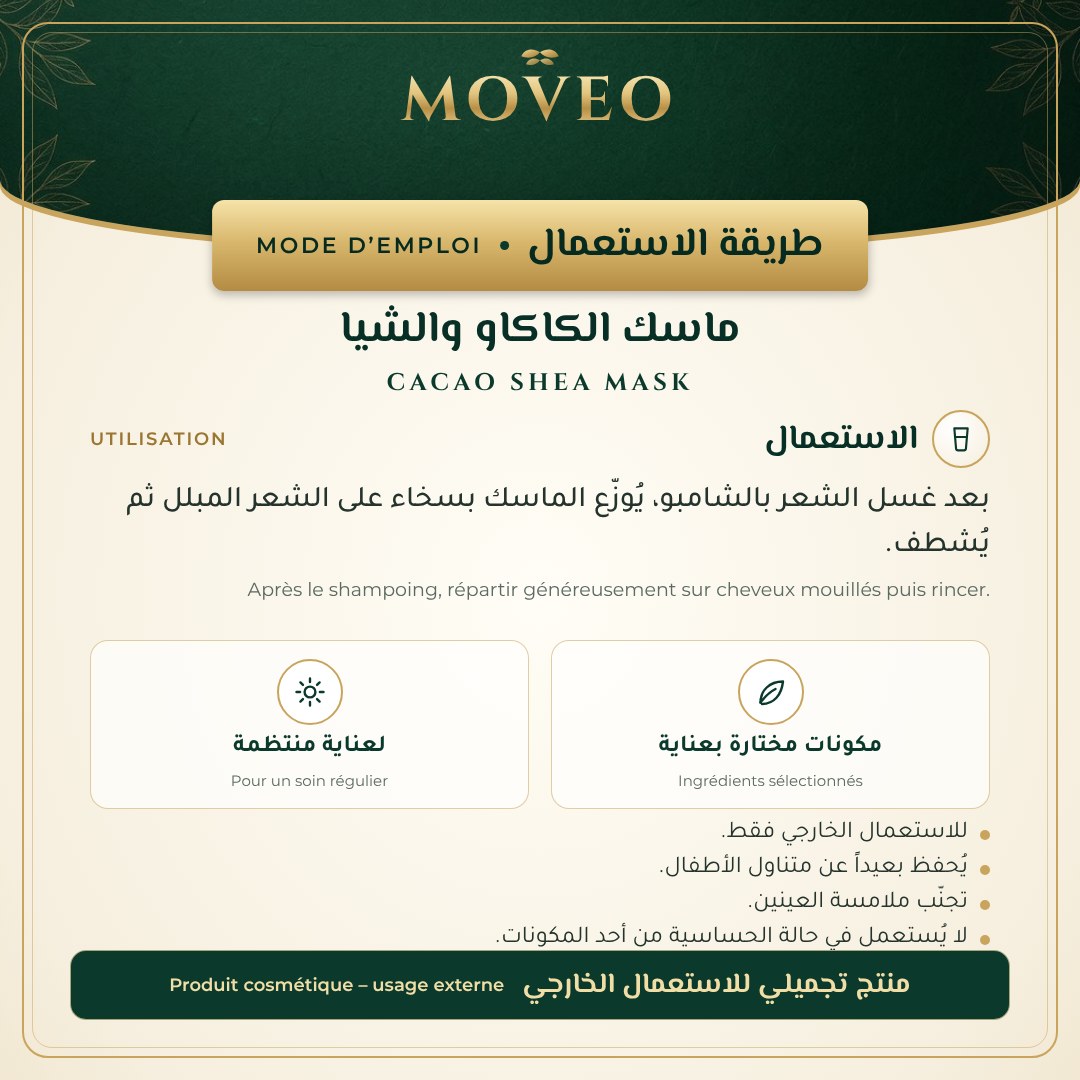 MOVEO
طريقة الاستعمال • MODE D’EMPLOI
ماسك الكاكاو والشيا
CACAO SHEA MASK
الاستعمال
UTILISATION
بعد غسل الشعر بالشامبو، يُوزّع الماسك بسخاء على الشعر المبلل ثم
يُشطف.
Après le shampoing, répartir généreusement sur cheveux mouillés puis rincer.
مكونات مختارة بعناية
Ingrédients sélectionnés
لعناية منتظمة
Pour un soin régulier
للاستعمال الخارجي فقط.
يُحفظ بعيداً عن متناول الأطفال.
تجنّب ملامسة العينين.
لا يُستعمل في حالة الحساسية من أحد المكونات.
منتج تجميلي للاستعمال الخارجي Produit cosmétique – usage externe